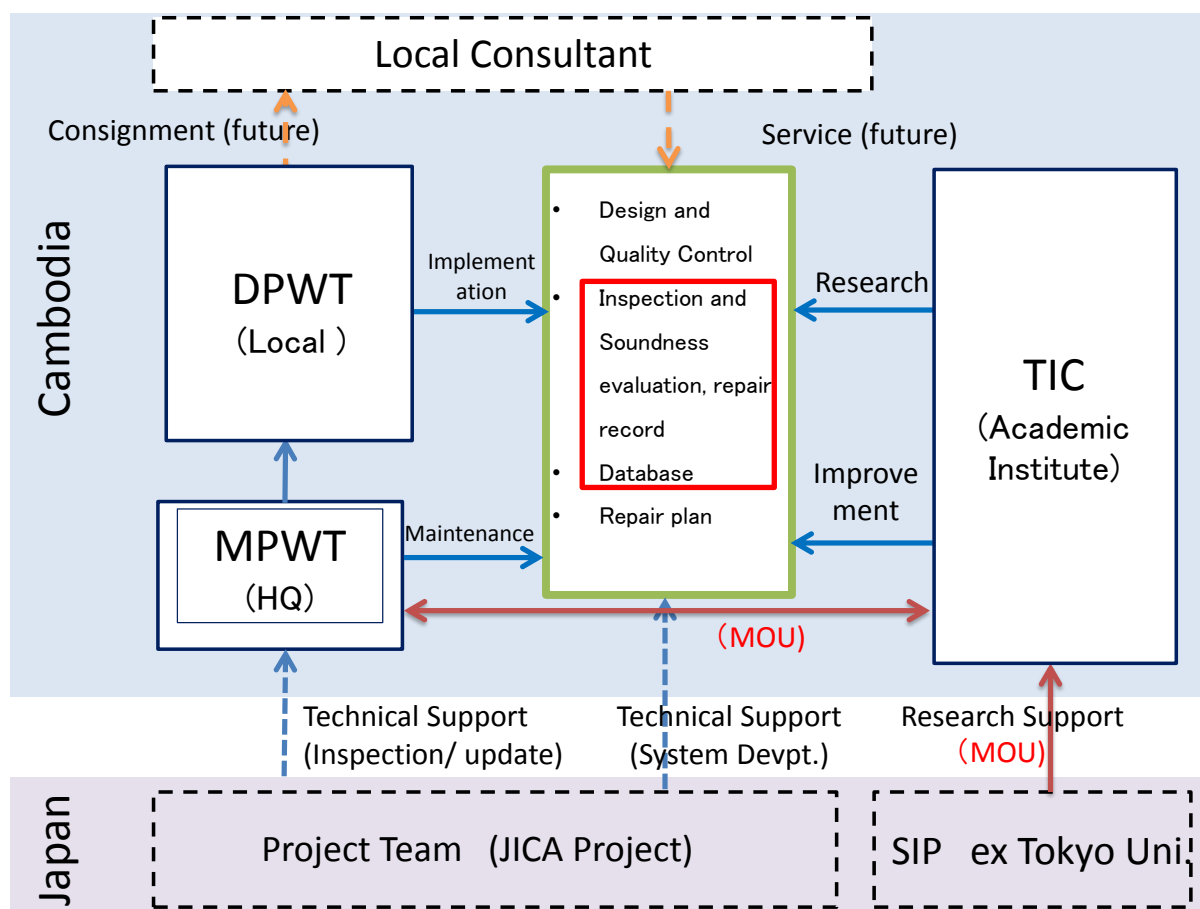 Local Consultant
Consignment (future)
Service (future)
Cambodia
DPWT
(Local )
Implement
ation
• Design and
Quality Control
• Inspection and
Soundness
evaluation, repair
record
• Database
• Repair plan
Research
Improve
ment
TIC
(Academic
Institute)
MPWT
(HQ)
Maintenance
(MOU)
Technical Support
(Inspection/ update)
Technical Support
(System Devpt.)
Research Support
(MOU)
Japan
Project Team (JICA Project)
SIP ex Tokyo Uni.